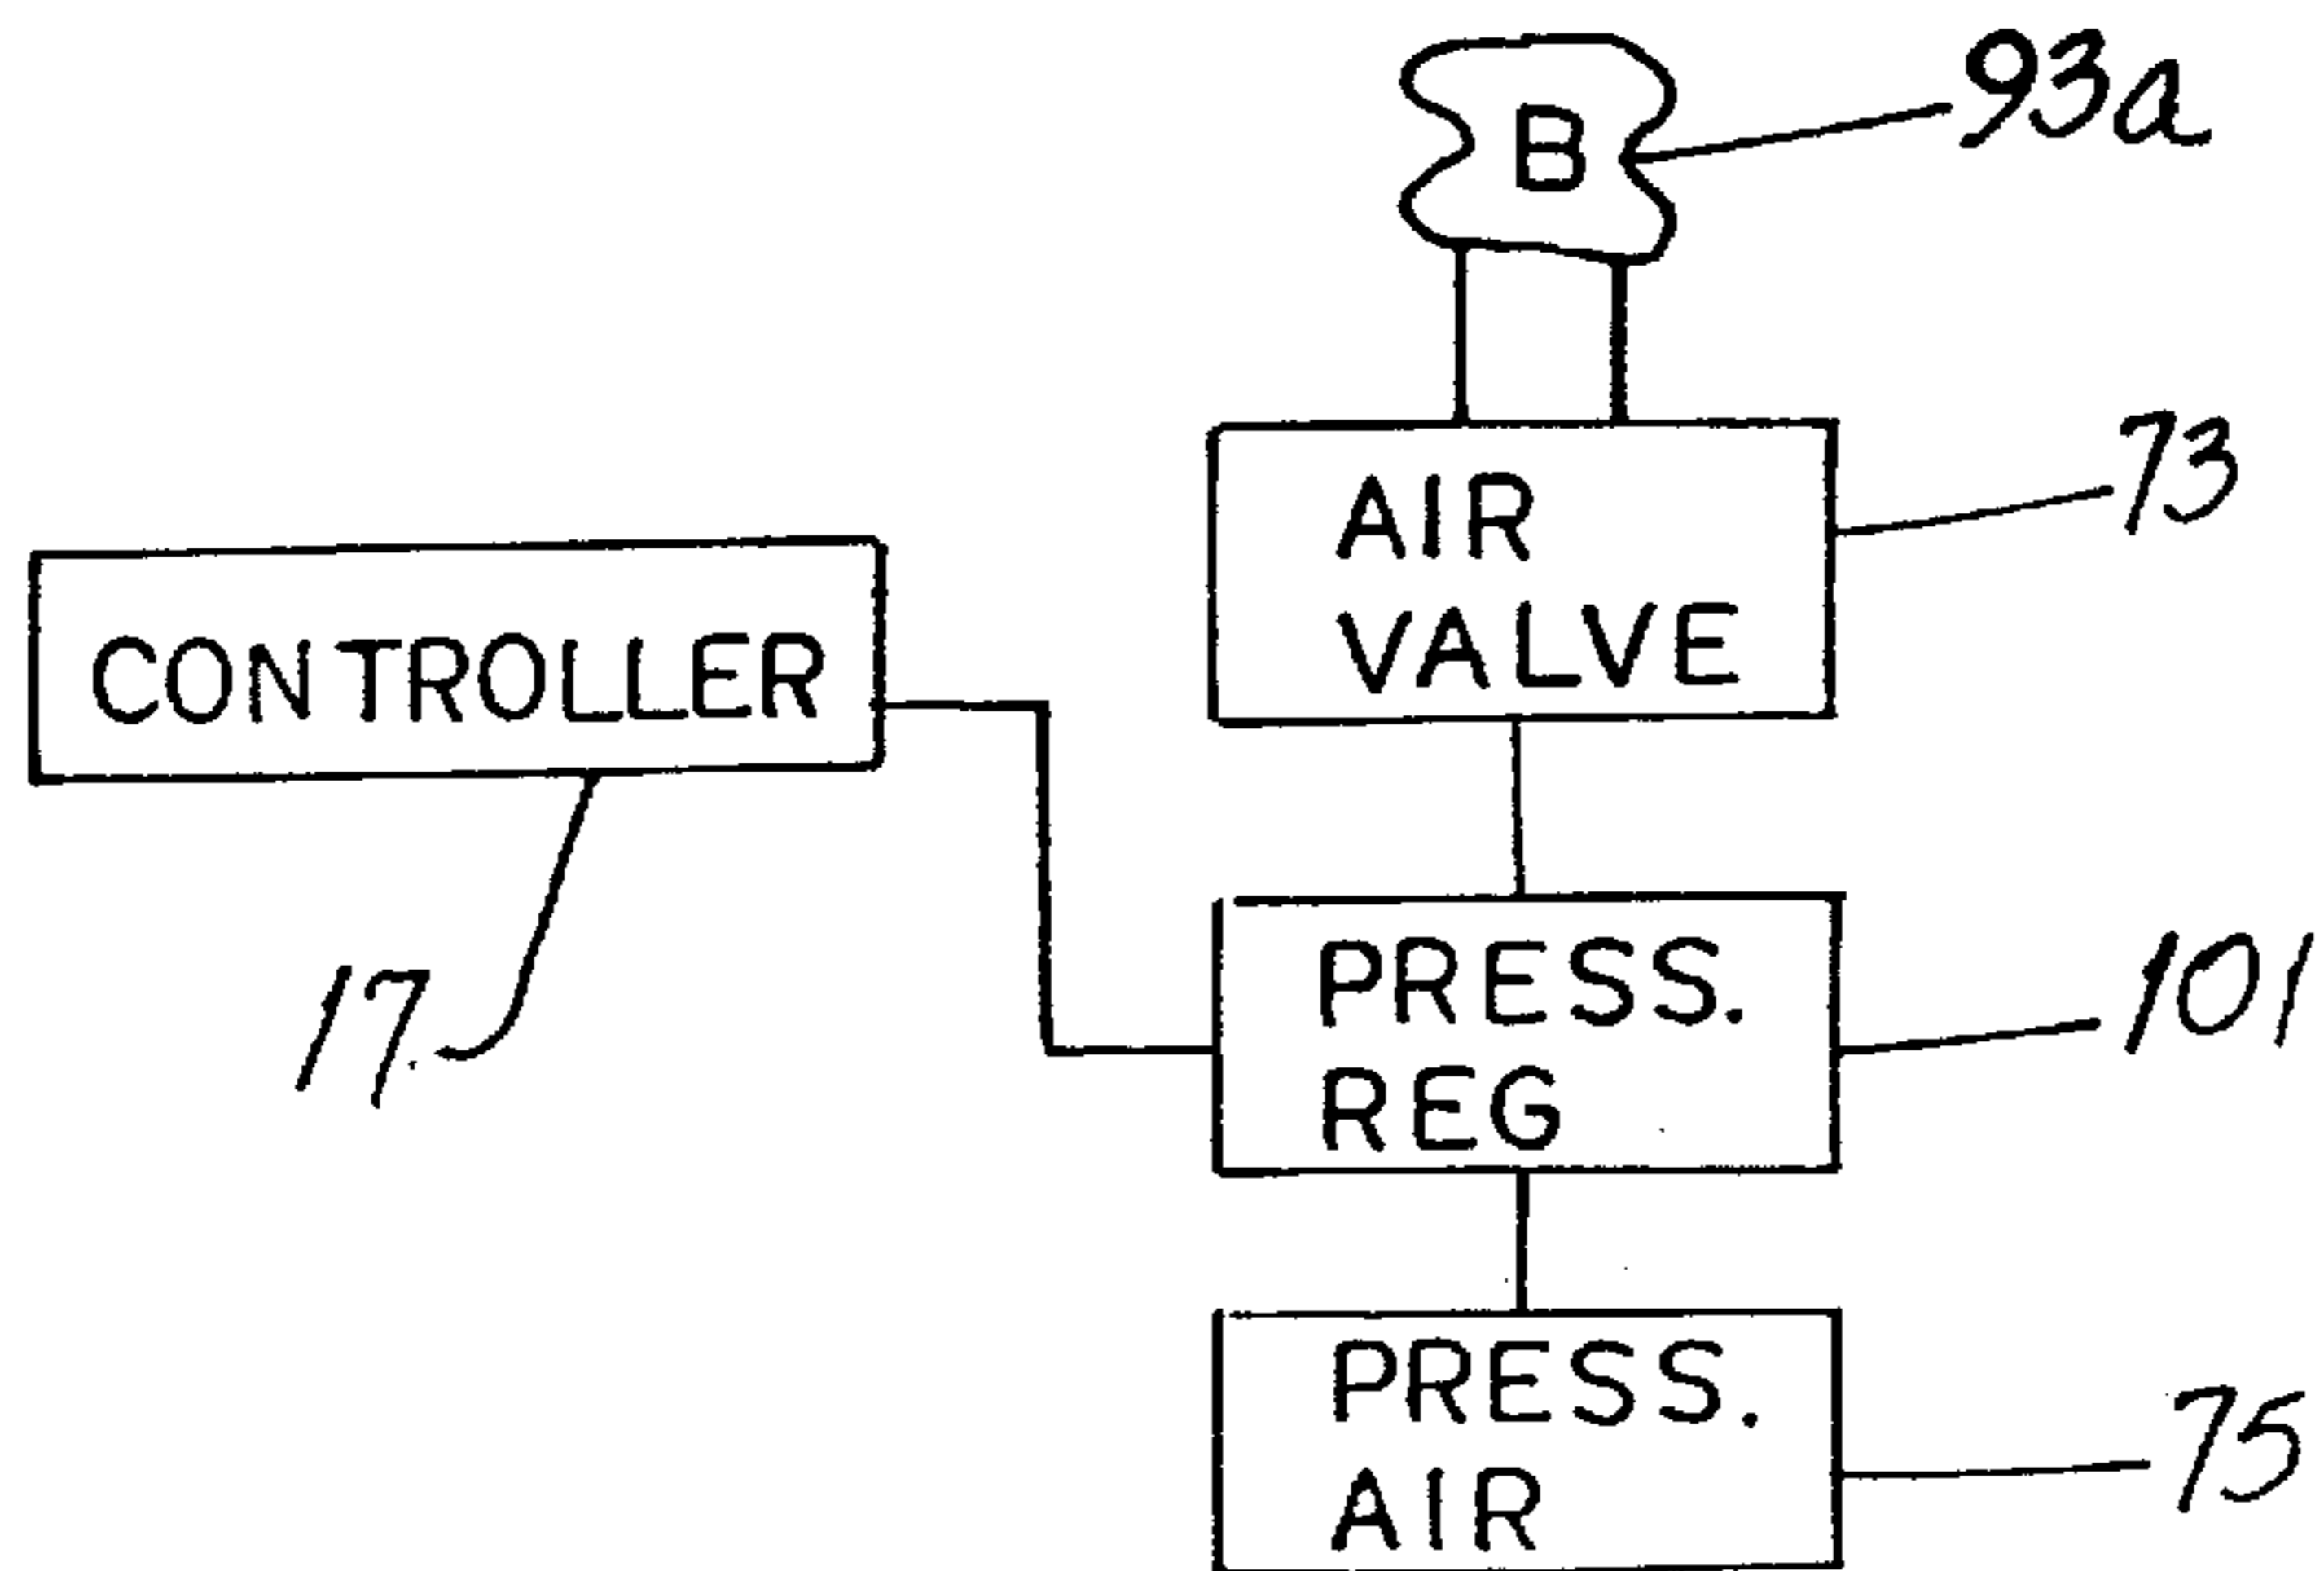 B
93a
AIR
VALVE
73
CONTROLLER
17
PRESS.
REG
101
PRESS.
AIR
75